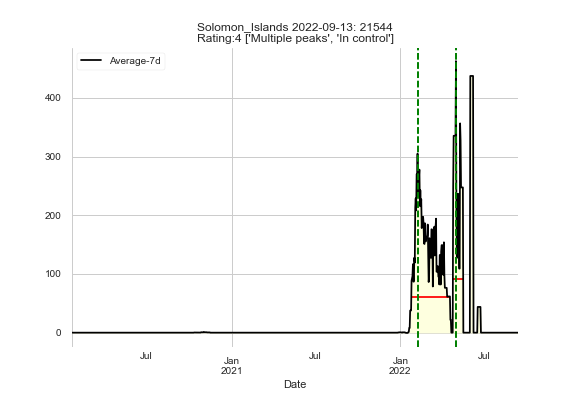 Solomon_Islands 2022-09-13: 21544
Rating:4 ['Multiple peaks', 'In control']
Average-7d
400
300
200
100
0
Jul
Jan
2021
Jul
Jan
2022
Jul
Date